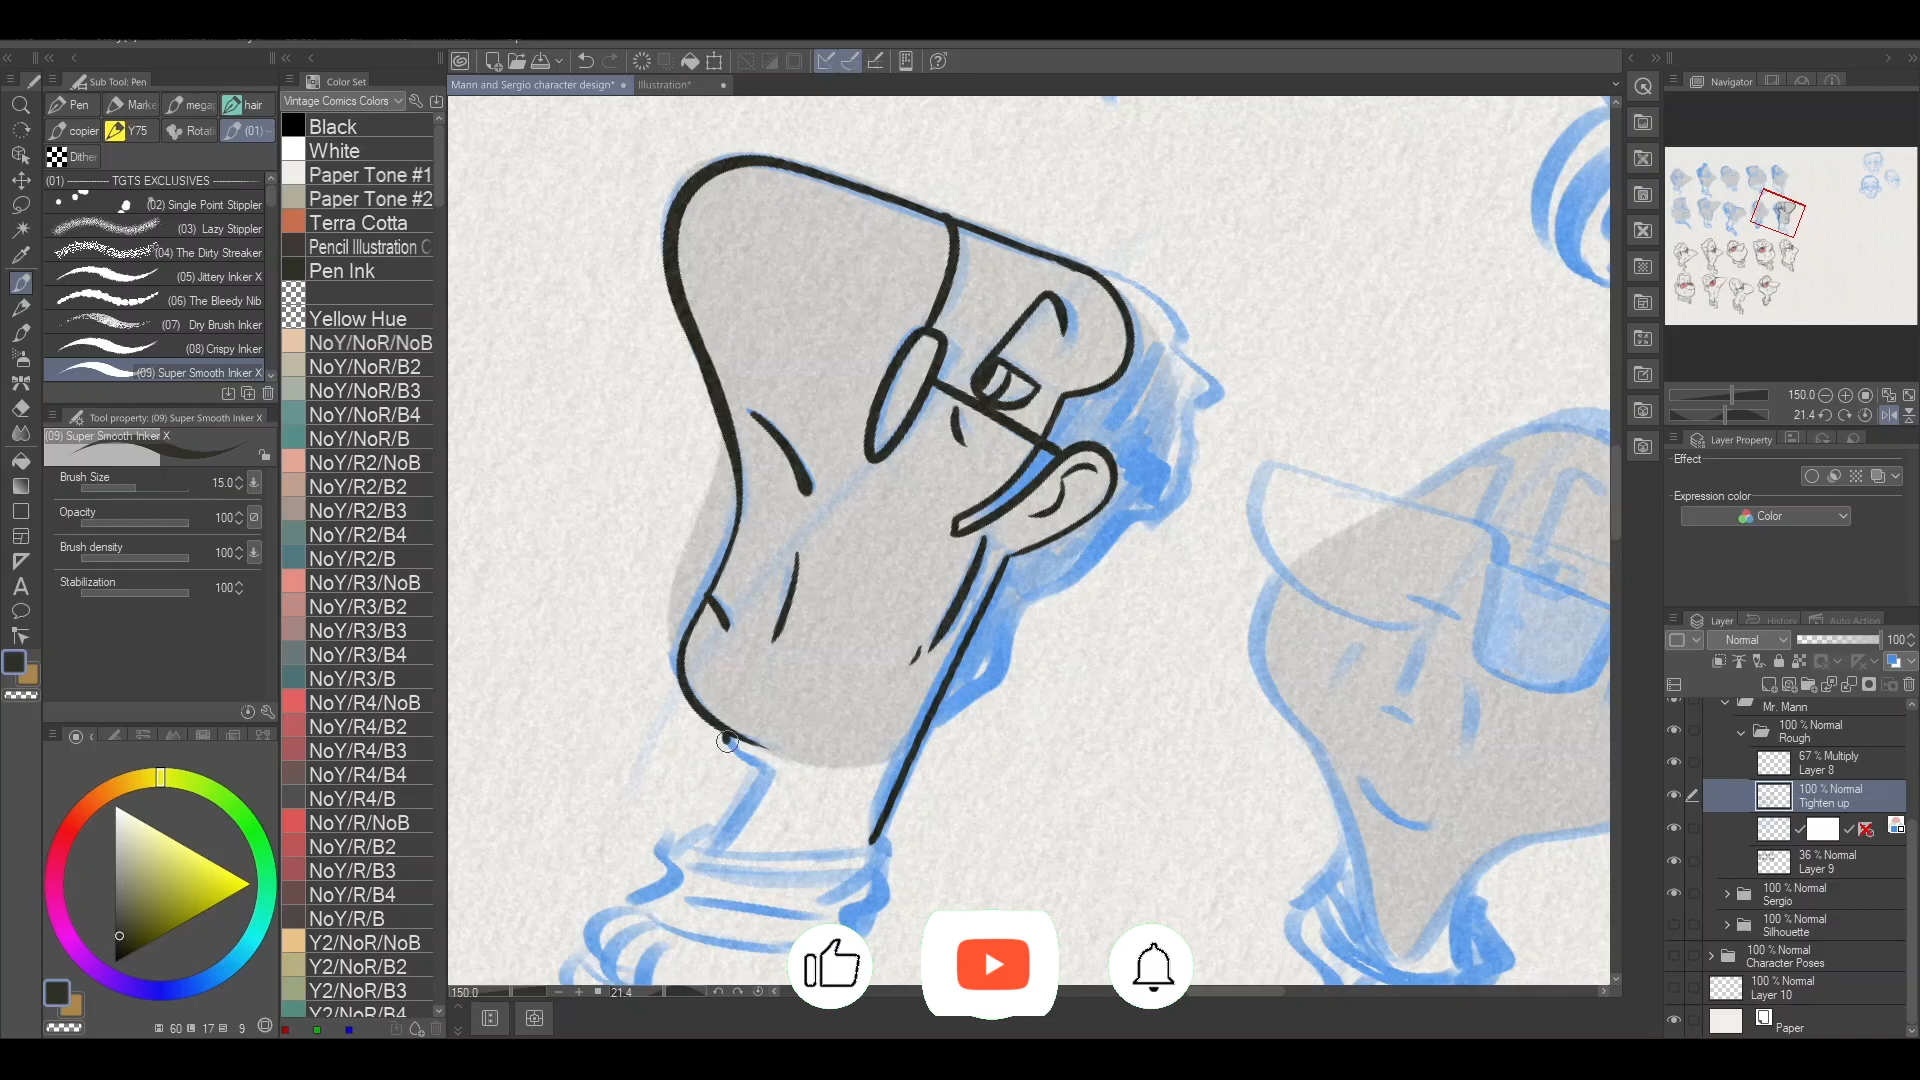 Sub Tool: Pen
Pen
Marke
mega
hair
copier
Y75
Rotati
(01) -
Dither
(01) ------------ TGTS EXCLUSIVES ------------
(02) Single Point Stippler
(03) Lazy Stippler
(04) The Dirty Streaker
(05) Jittery Inker X
(06) The Bleedy Nib
(07) Dry Brush Inker
(08) Crispy Inker
(09) Super Smooth Inker X
Tool property: (09) Super Smooth Inker X
(09) Super Smooth Inker X
Brush Size
15.0
Opacity
100
Brush density
100
Stabilization
100
60
17
9
Color Set
Vintage Comics Colors
Black
White
Paper Tone #1
Paper Tone #2
Terra Cotta
Pencil Illustration C
Pen Ink
Yellow Hue
NoY/NoR/NoB
NoY/NoR/B2
NoY/NoR/B3
NoY/NoR/B4
NoY/NoR/B
NoY/R2/NoB
NoY/R2/B2
NoY/R2/B3
NoY/R2/B4
NoY/R2/B
NoY/R3/NoB
NoY/R3/B2
NoY/R3/B3
NoY/R3/B4
NoY/R3/B
NoY/R4/NoB
NoY/R4/B2
NoY/R4/B3
NoY/R4/B4
NoY/R4/B
NoY/R/NoB
NoY/R/B2
NoY/R/B3
NoY/R/B4
NoY/R/B
Y2/NoR/NoB
Y2/NoR/B2
Y2/NoR/B3
Y2/NoR/B4
Mann and Sergio character design*
Illustration*
150.0
21.4
Navigator
150.0
21.4
Layer Property
Effect
Expression color
Color
Layer
History
Auto Action
Normal
100
Mr. Mann
100 % Normal
Rough
67 % Multiply
Layer 8
100 % Normal
Tighten up
36 % Normal
Layer 9
100 % Normal
Sergio
100 % Normal
Silhouette
100 % Normal
Character Poses
100 % Normal
Layer 10
Paper